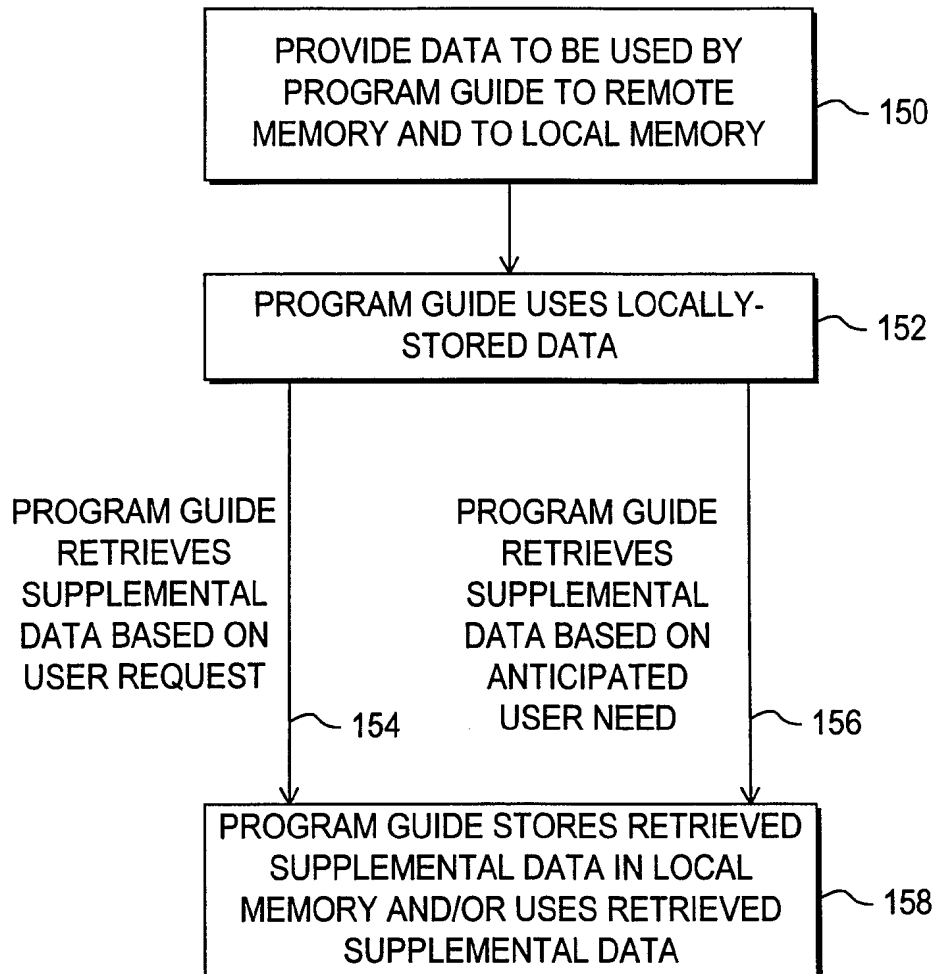 PROVIDE DATA TO BE USED BY
PROGRAM GUIDE TO REMOTE
MEMORY AND TO LOCAL MEMORY
150
PROGRAM GUIDE USES LOCALLY-
STORED DATA
152
PROGRAM GUIDE
RETRIEVES
SUPPLEMENTAL
DATA BASED ON
USER REQUEST
154
PROGRAM GUIDE
RETRIEVES
SUPPLEMENTAL
DATA BASED ON
ANTICIPATED
USER NEED
156
PROGRAM GUIDE STORES RETRIEVED
SUPPLEMENTAL DATA IN LOCAL
MEMORY AND/OR USES RETRIEVED
SUPPLEMENTAL DATA
158